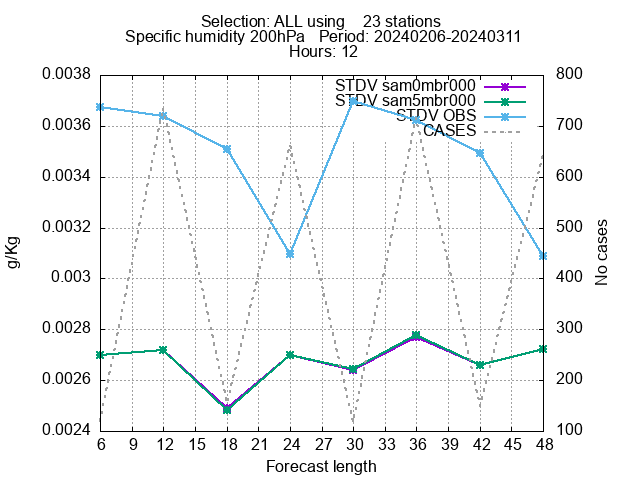 Selection: ALL using    23 stations
Specific humidity 200hPa   Period: 20240206-20240311
Hours: 12
0.0038
0.0036
0.0034
0.0032
0.003
0.0028
0.0026
0.0024
g/Kg
STDV sam0mbr000
STDV sam5mbr000
STDV OBS
CASES
800
700
600
500
400
300
200
100
No cases
6 9 12 15 18 21 24 27 30 33 36 39 42 45 48
Forecast length